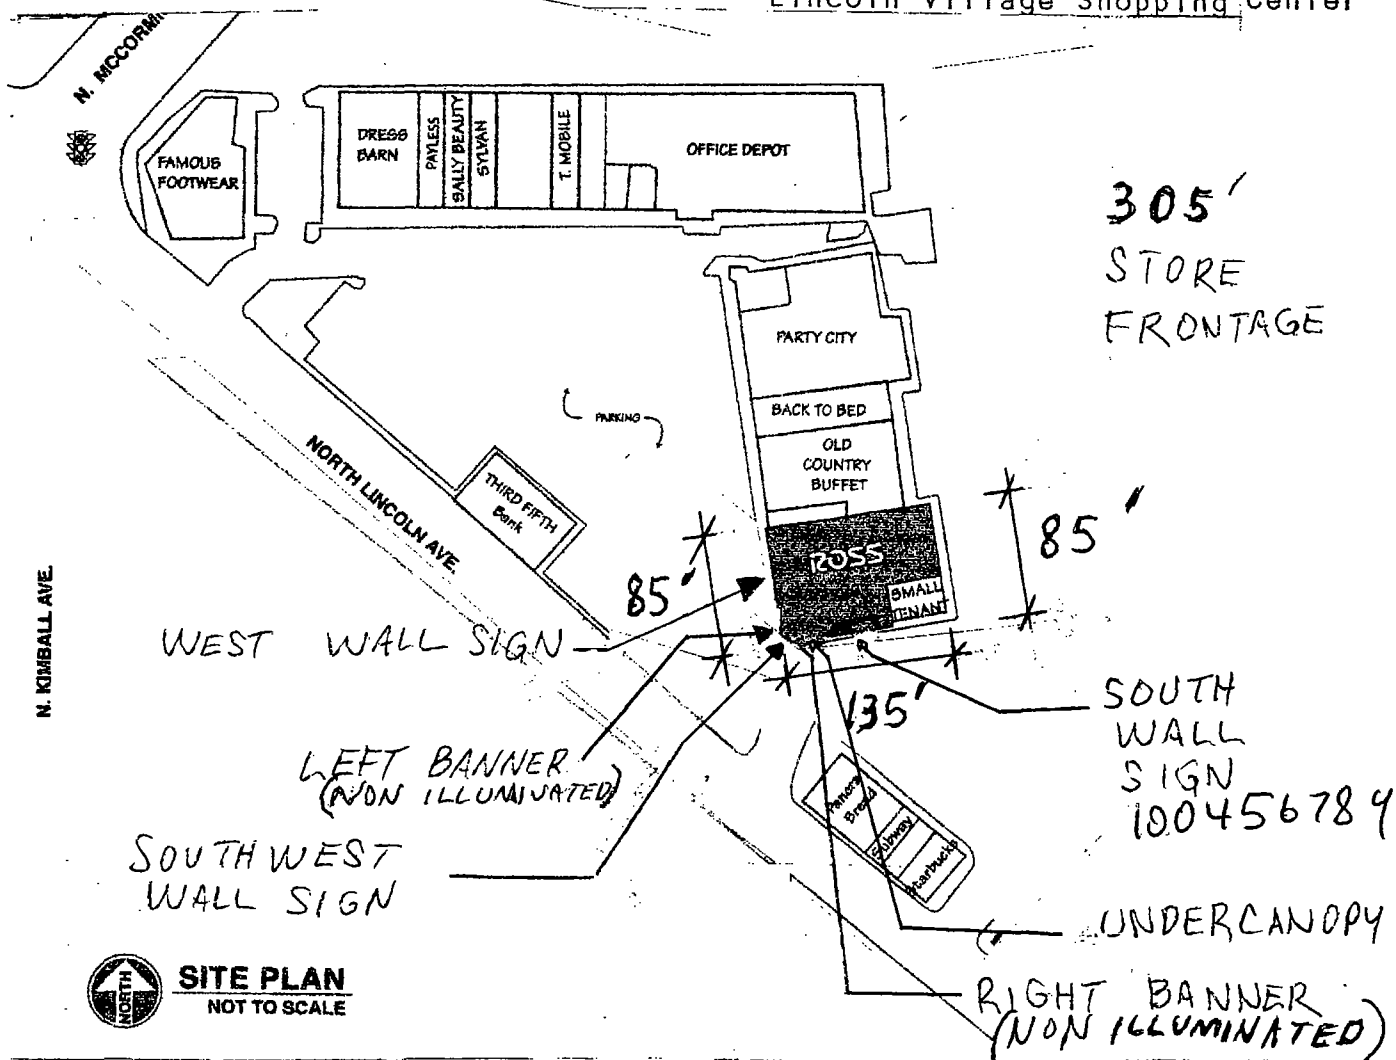 Lincoln Village Shopping Center
N. MCCORMI
FAMOUS
FOOTWEAR
DRESS
BARN
PAYLESS
SALLY BEAUTY
SYLVAN
T. MOBILE
OFFICE DEPOT
305'
STORE
FRONTAGE
PARTY CITY
BACK TO BED
OLD
COUNTRY
BUFFET
PARKING
NORTH LINCOLN AVE.
THIRD FIFTH
Bank
ROSS
SMALL
TENANT
85'
85'
135'
N. KIMBALL AVE.
WEST WALL SIGN
LEFT BANNER
(NON ILLUMINATED)
SOUTHWEST
WALL SIGN
SOUTH
WALL
SIGN
100456784
Panera
Bread
Subway
Starbucks
UNDERCANOPY
RIGHT BANNER
(NON ILLUMINATED)
NORTH
SITE PLAN
NOT TO SCALE